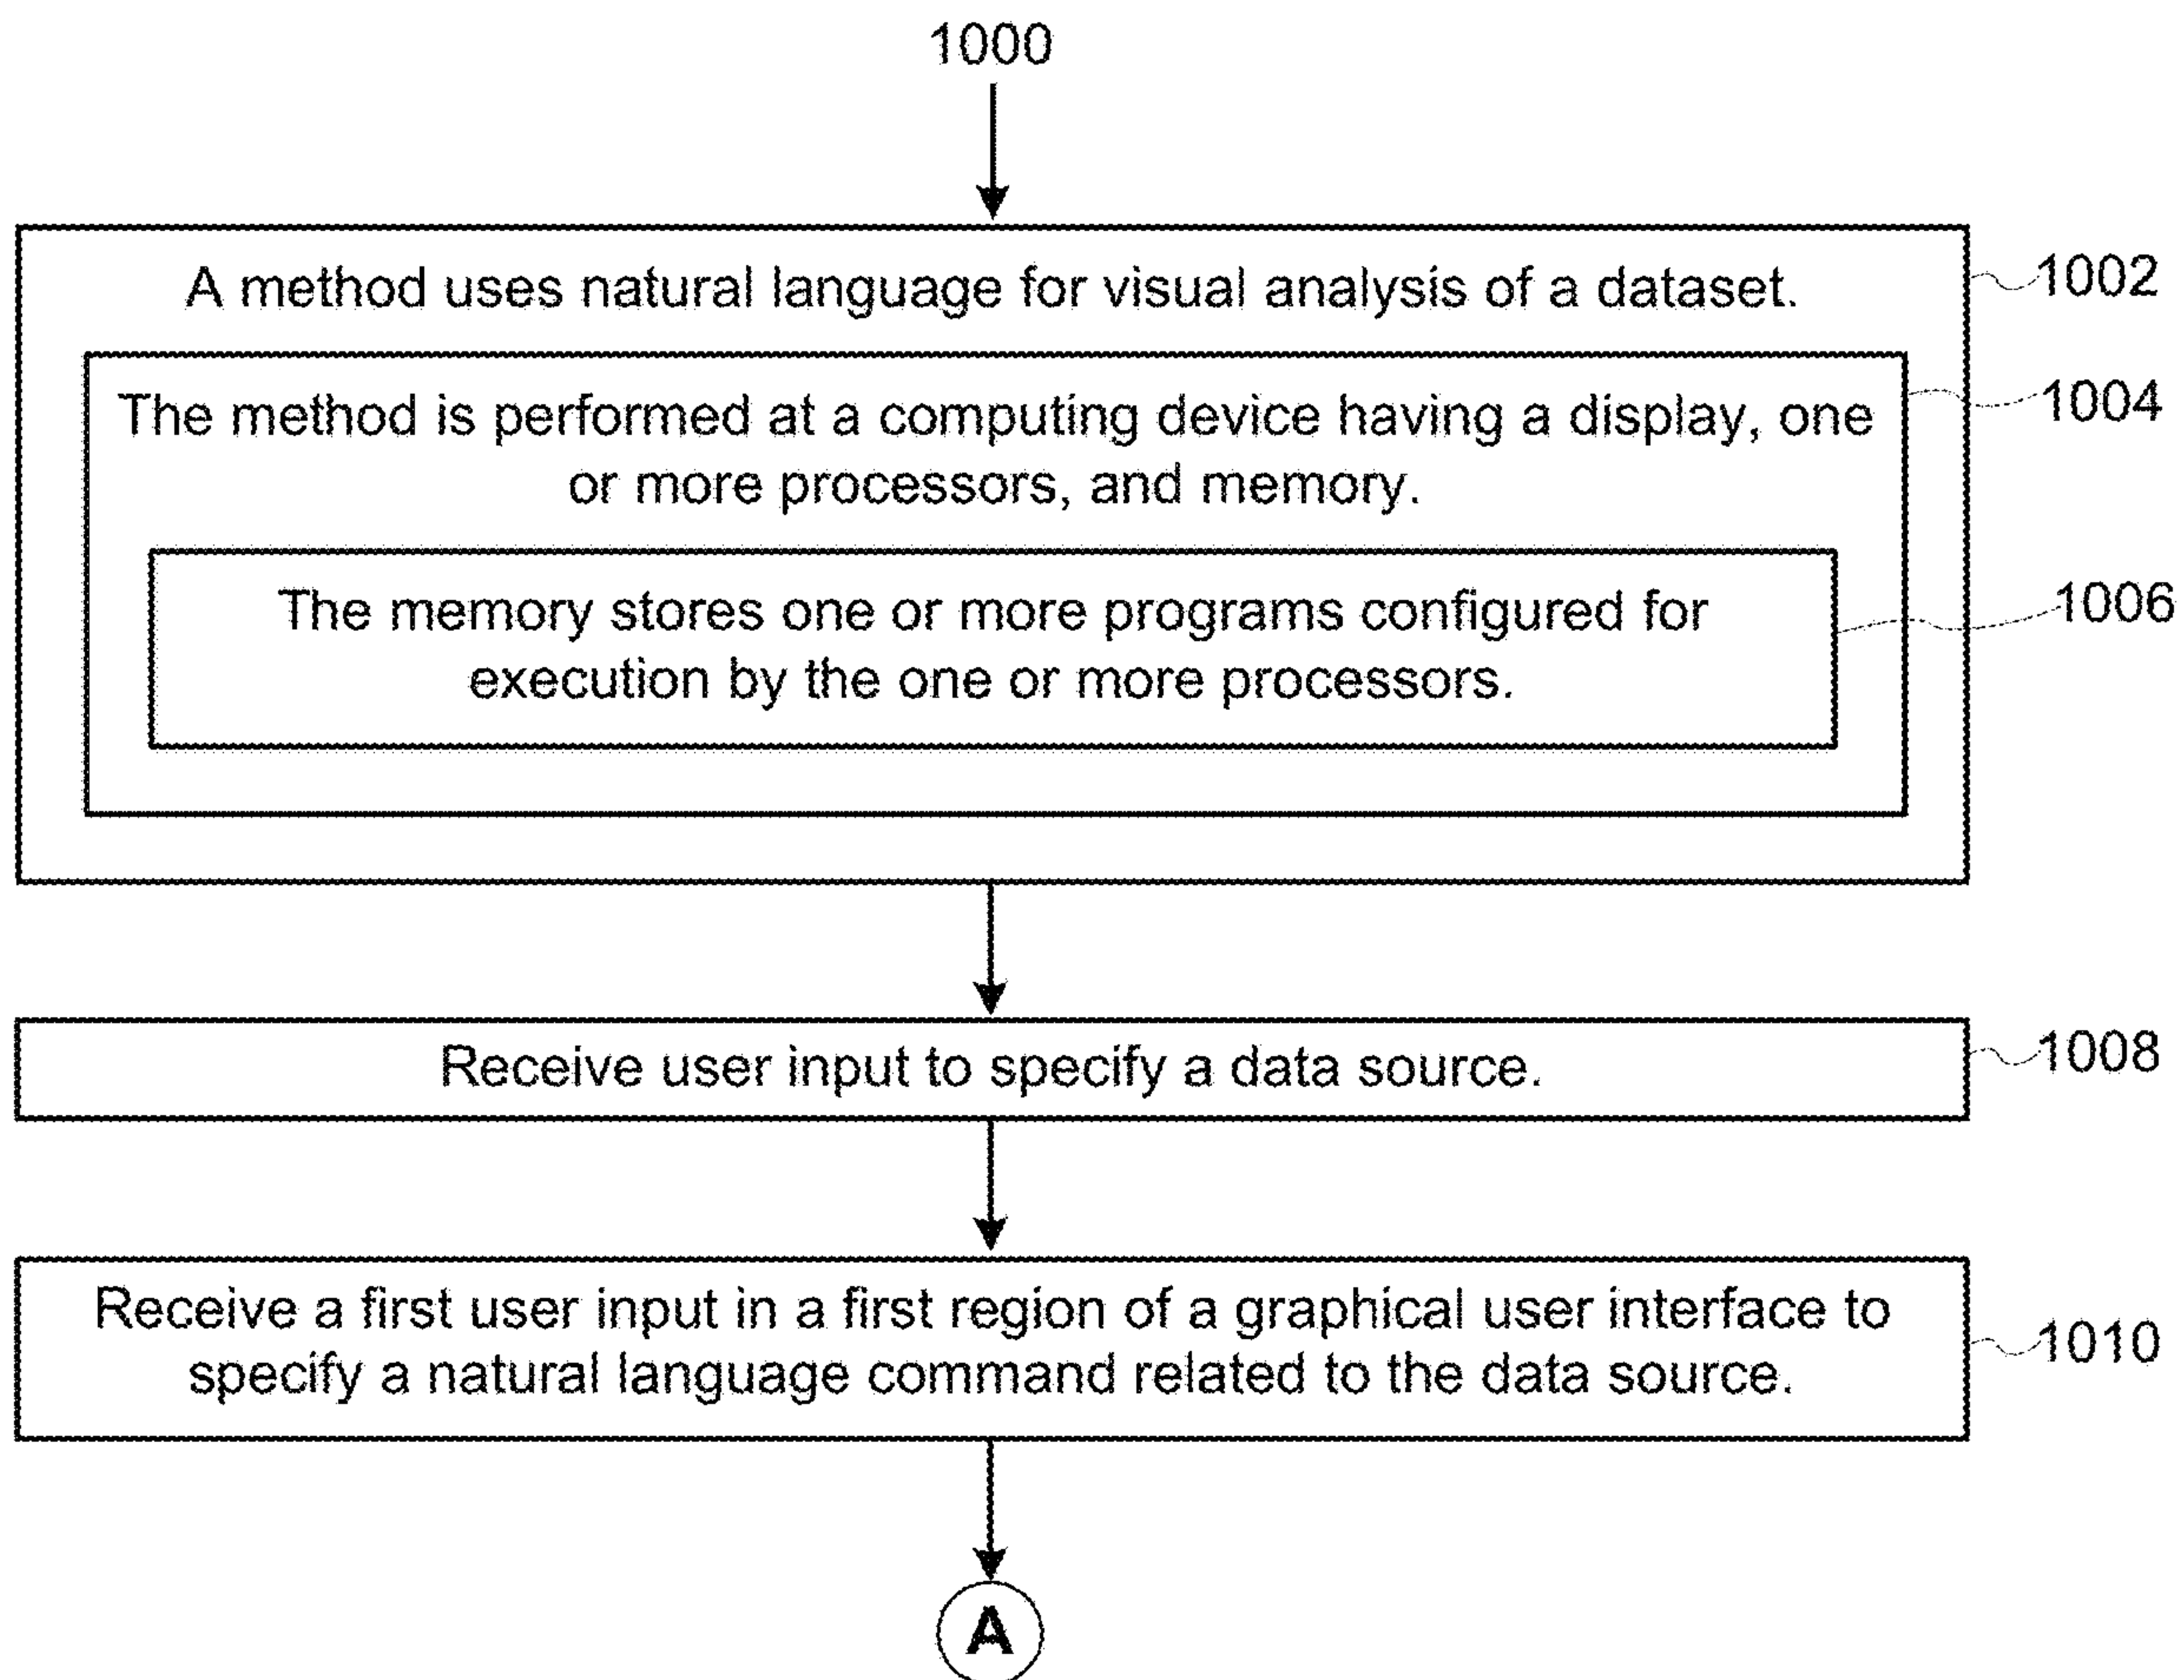 1000
A method uses natural language for visual analysis of a dataset.
1002
The method is performed at a computing device having a display, one
or more processors, and memory.
1004
The memory stores one or more programs configured for
execution by the one or more processors.
1006
Receive user input to specify a data source.
1008
Receive a first user input in a first region of a graphical user interface to
specify a natural language command related to the data source.
1010
A